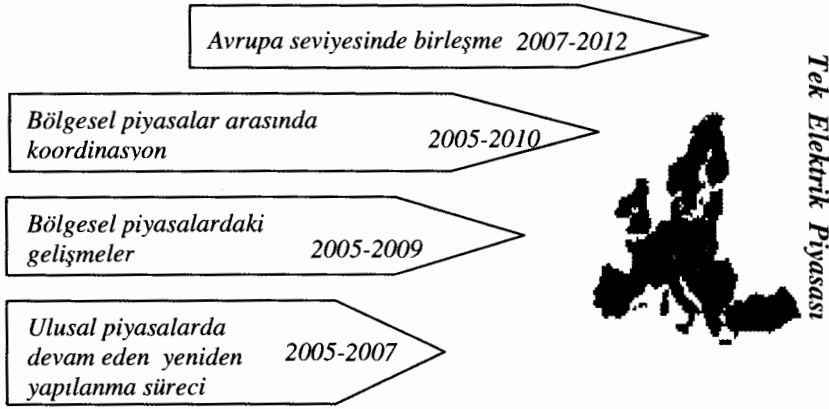 Avrupa seviyesinde birleşme 2007-2012
Bölgesel piyasalar arasında
koordinasyon 2005-2010
Bölgesel piyasalardaki
gelişmeler 2005-2009
Ulusal piyasalarda
devam eden yeniden 2005-2007
yapılanma süreci
Tek Elektrik Piyasası